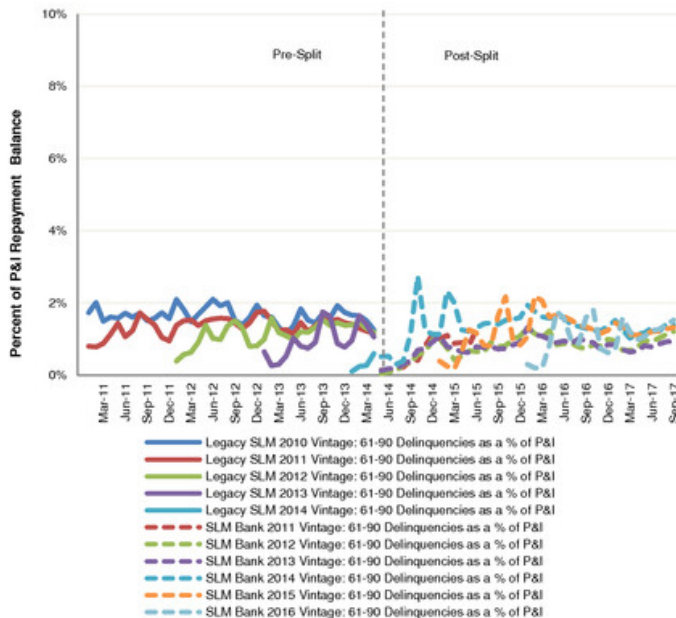 10%
Pre-Split
Post-Split
8%
6%
4%
2%
0%
Percent of P&I Repayment Balance
Mar-11
Jun-11
Sep-11
Dec-11
Mar-12
Jun-12
Sep-12
Dec-12
Mar-13
Jun-13
Sep-13
Dec-13
Mar-14
Jun-14
Sep-14
Dec-14
Mar-15
Jun-15
Sep-15
Dec-15
Mar-16
Jun-16
Sep-16
Dec-16
Mar-17
Jun-17
Sep-17
Legacy SLM 2010 Vintage: 61-90 Delinquencies as a % of P&I
Legacy SLM 2011 Vintage: 61-90 Delinquencies as a % of P&I
Legacy SLM 2012 Vintage: 61-90 Delinquencies as a % of P&I
Legacy SLM 2013 Vintage: 61-90 Delinquencies as a % of P&I
Legacy SLM 2014 Vintage: 61-90 Delinquencies as a % of P&I
SLM Bank 2011 Vintage: 61-90 Delinquencies as a % of P&I
SLM Bank 2012 Vintage: 61-90 Delinquencies as a % of P&I
SLM Bank 2013 Vintage: 61-90 Delinquencies as a % of P&I
SLM Bank 2014 Vintage: 61-90 Delinquencies as a % of P&I
SLM Bank 2015 Vintage: 61-90 Delinquencies as a % of P&I
SLM Bank 2016 Vintage: 61-90 Delinquencies as a % of P&I